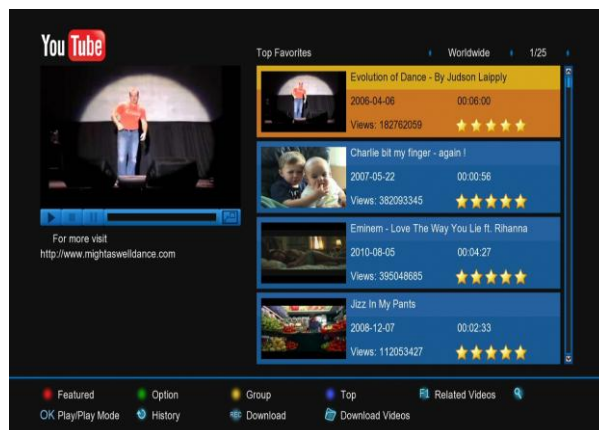 You Tube
Top Favorites Worldwide 1/25
Evolution of Dance - By Judson Laipply
2006-04-06 00:06:00
Views: 182762059
Charlie bit my finger - again !
2007-05-22 00:00:56
Views: 382093345
Eminem - Love The Way You Lie ft. Rihanna
2010-08-05 00:04:27
Views: 395048685
Jizz In My Pants
2008-12-07 00:02:33
Views: 112053427
For more visit
http://www.mightaswelldance.com
Featured Option Group Top F1 Related Videos
OK Play/Play Mode History REC Download Download Videos